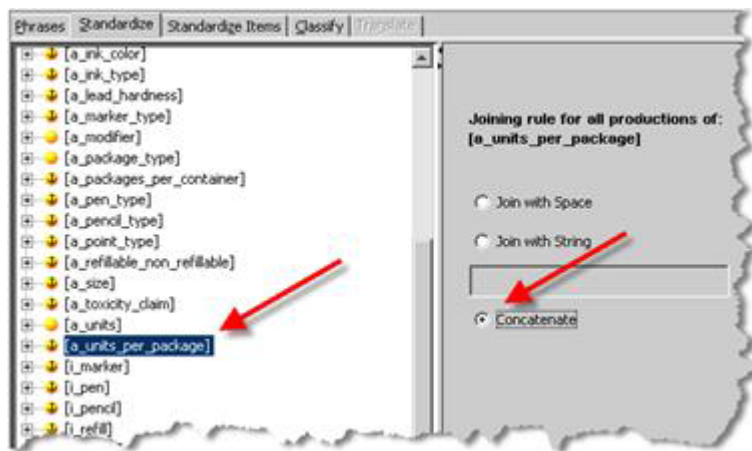 Phrases Standardize Standardize Items Classify Translate
[a_ink_color]
[a_ink_type]
[a_lead_hardness]
[a_marker_type]
[a_modifier]
[a_package_type]
[a_packages_per_container]
[a_pen_type]
[a_pencil_type]
[a_point_type]
[a_refillable_non_refillable]
[a_size]
[a_toxicity_claim]
[a_units]
[a_units_per_package]
[i_marker]
[i_pen]
[i_pencil]
[i_refill]
Joining rule for all productions of:
[a_units_per_package]
Join with Space
Join with String
Concatenate